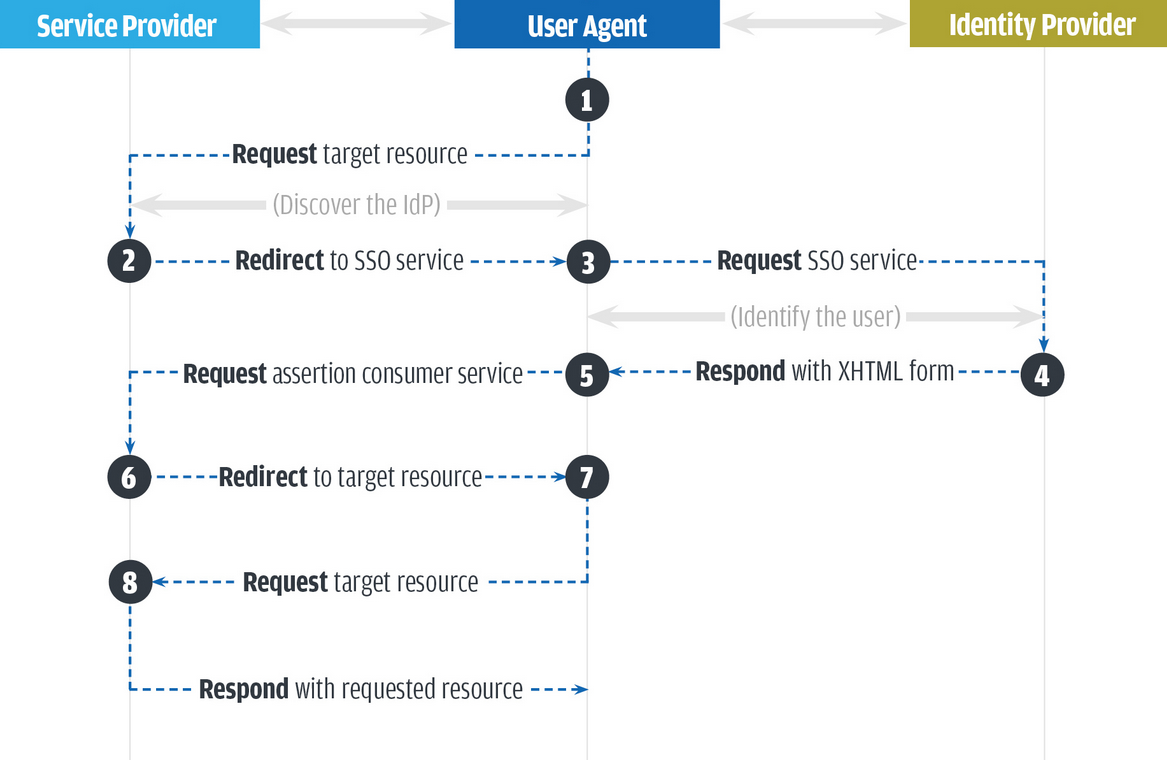 Service Provider
User Agent
Identity Provider
1
Request target resource
(Discover the IdP)
2
Redirect to SSO service
3
Request SSO service
(Identify the user)
Request assertion consumer service
5
Respond with XHTML form
4
6
Redirect to target resource
7
8
Request target resource
Respond with requested resource